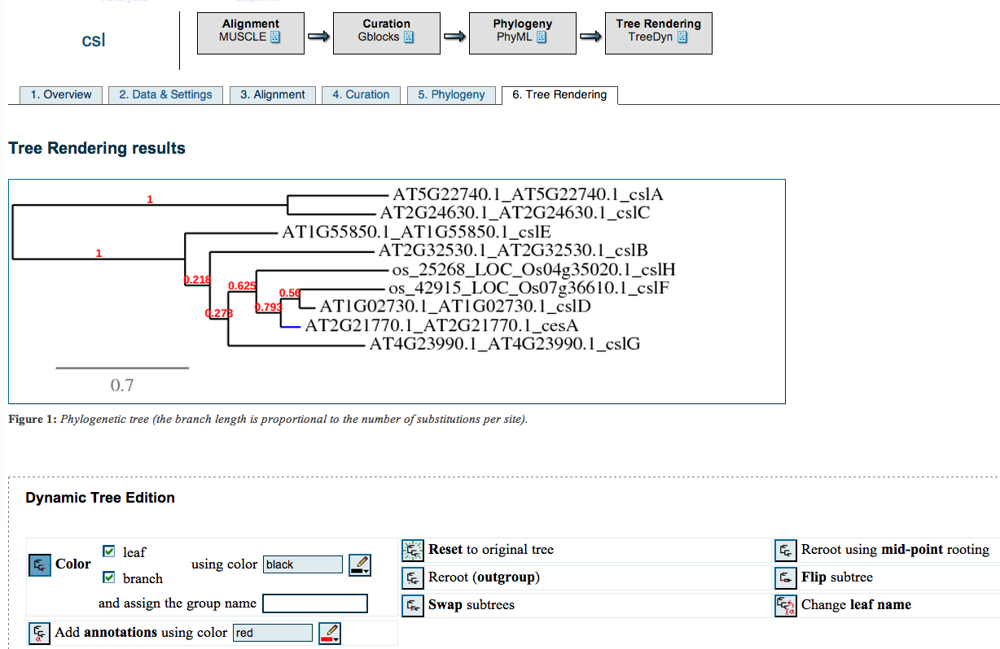 Alignment
MUSCLE
Curation
Gblocks
Phylogeny
PhyML
Tree Rendering
TreeDyn
csl
1. Overview
2. Data & Settings
3. Alignment
4. Curation
5. Phylogeny
6. Tree Rendering
Tree Rendering results
1
AT5G22740.1_AT5G22740.1_cslA
AT2G24630.1_AT2G24630.1_cslC
AT1G55850.1_AT1G55850.1_cslE
1
AT2G32530.1_AT2G32530.1_cslB
os_25268_LOC_Os04g35020.1_cslH
0.218
0.625
os_42915_LOC_Os07g36610.1_cslF
0.56
AT1G02730.1_AT1G02730.1_cslD
0.793
0.273
AT2G21770.1_AT2G21770.1_cesA
AT4G23990.1_AT4G23990.1_cslG
0.7
Figure 1: Phylogenetic tree (the branch length is proportional to the number of substitutions per site).
Dynamic Tree Edition
Color
leaf
branch
using color black
and assign the group name
Add annotations using color red
Reset to original tree
Reroot (outgroup)
Swap subtrees
Reroot using mid-point rooting
Flip subtree
Change leaf name